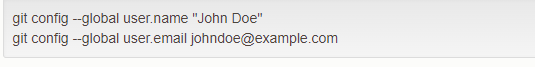 git config --global user.name "John Doe"
git config --global user.email johndoe@example.com